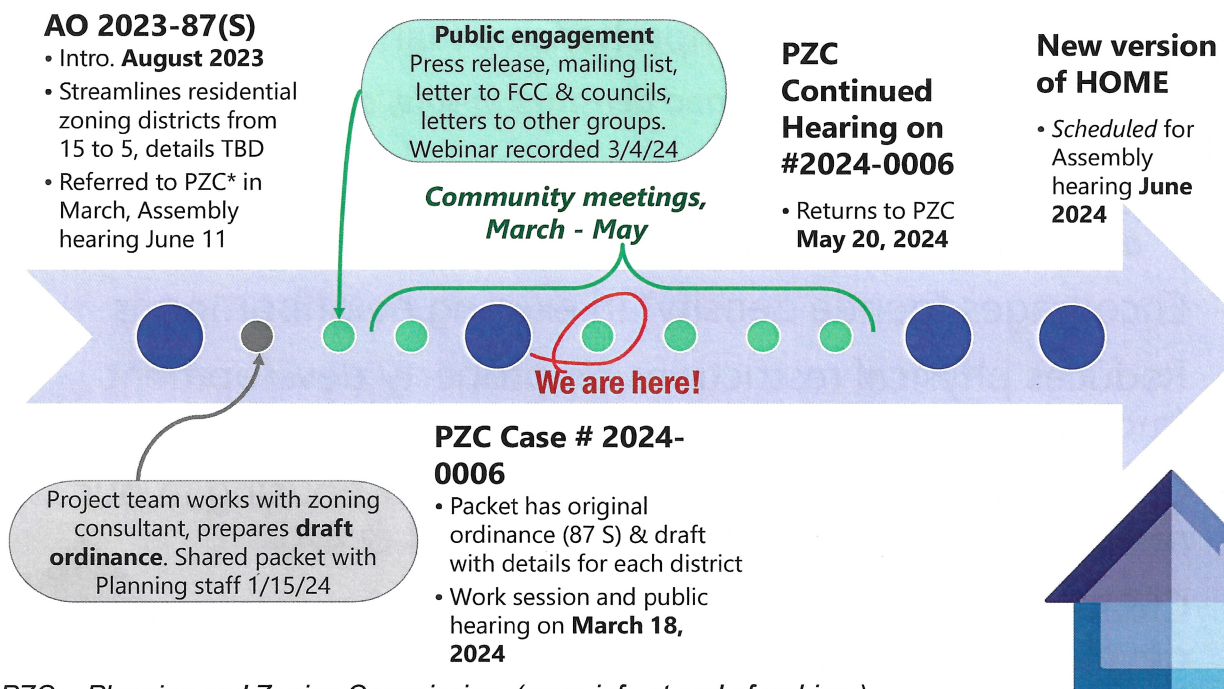 AO 2023-87(S)
• Intro. August 2023
• Streamlines residential
zoning districts from
15 to 5, details TBD
• Referred to PZC* in
March, Assembly
hearing June 11
Public engagement
Press release, mailing list,
letter to FCC & councils,
letters to other groups.
Webinar recorded 3/4/24
Community meetings,
March - May
PZC
Continued
Hearing on
#2024-0006
• Returns to PZC
May 20, 2024
New version
of HOME
• Scheduled for
Assembly
hearing June
2024
We are here!
Project team works with zoning
consultant, prepares draft
ordinance. Shared packet with
Planning staff 1/15/24
PZC Case # 2024-
0006
• Packet has original
ordinance (87 S) & draft
with details for each district
• Work session and public
hearing on March 18,
2024